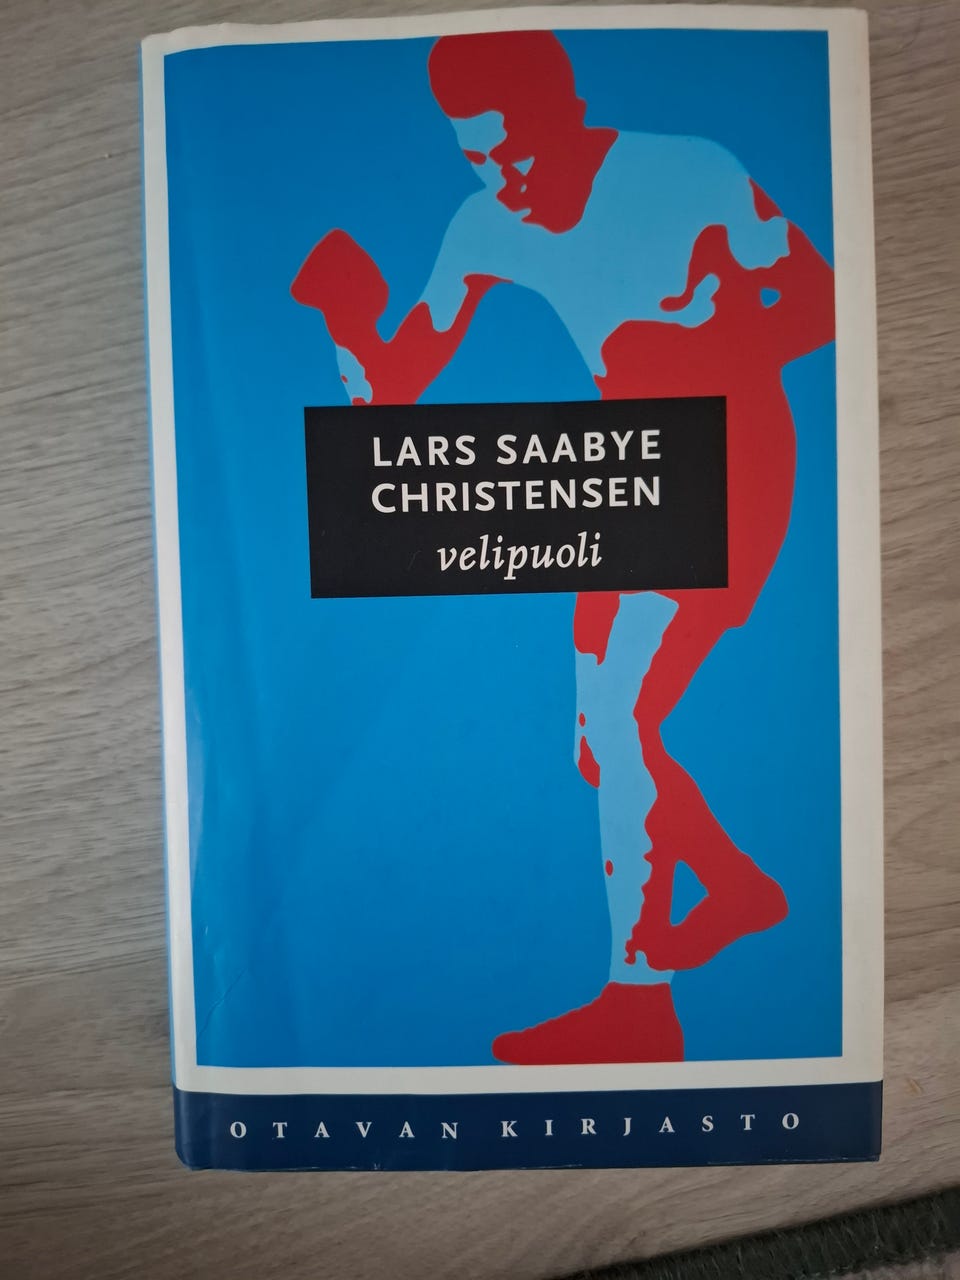 LARS SAABYE
CHRISTENSEN
velipuoli
OTAVAN KIRJASTO